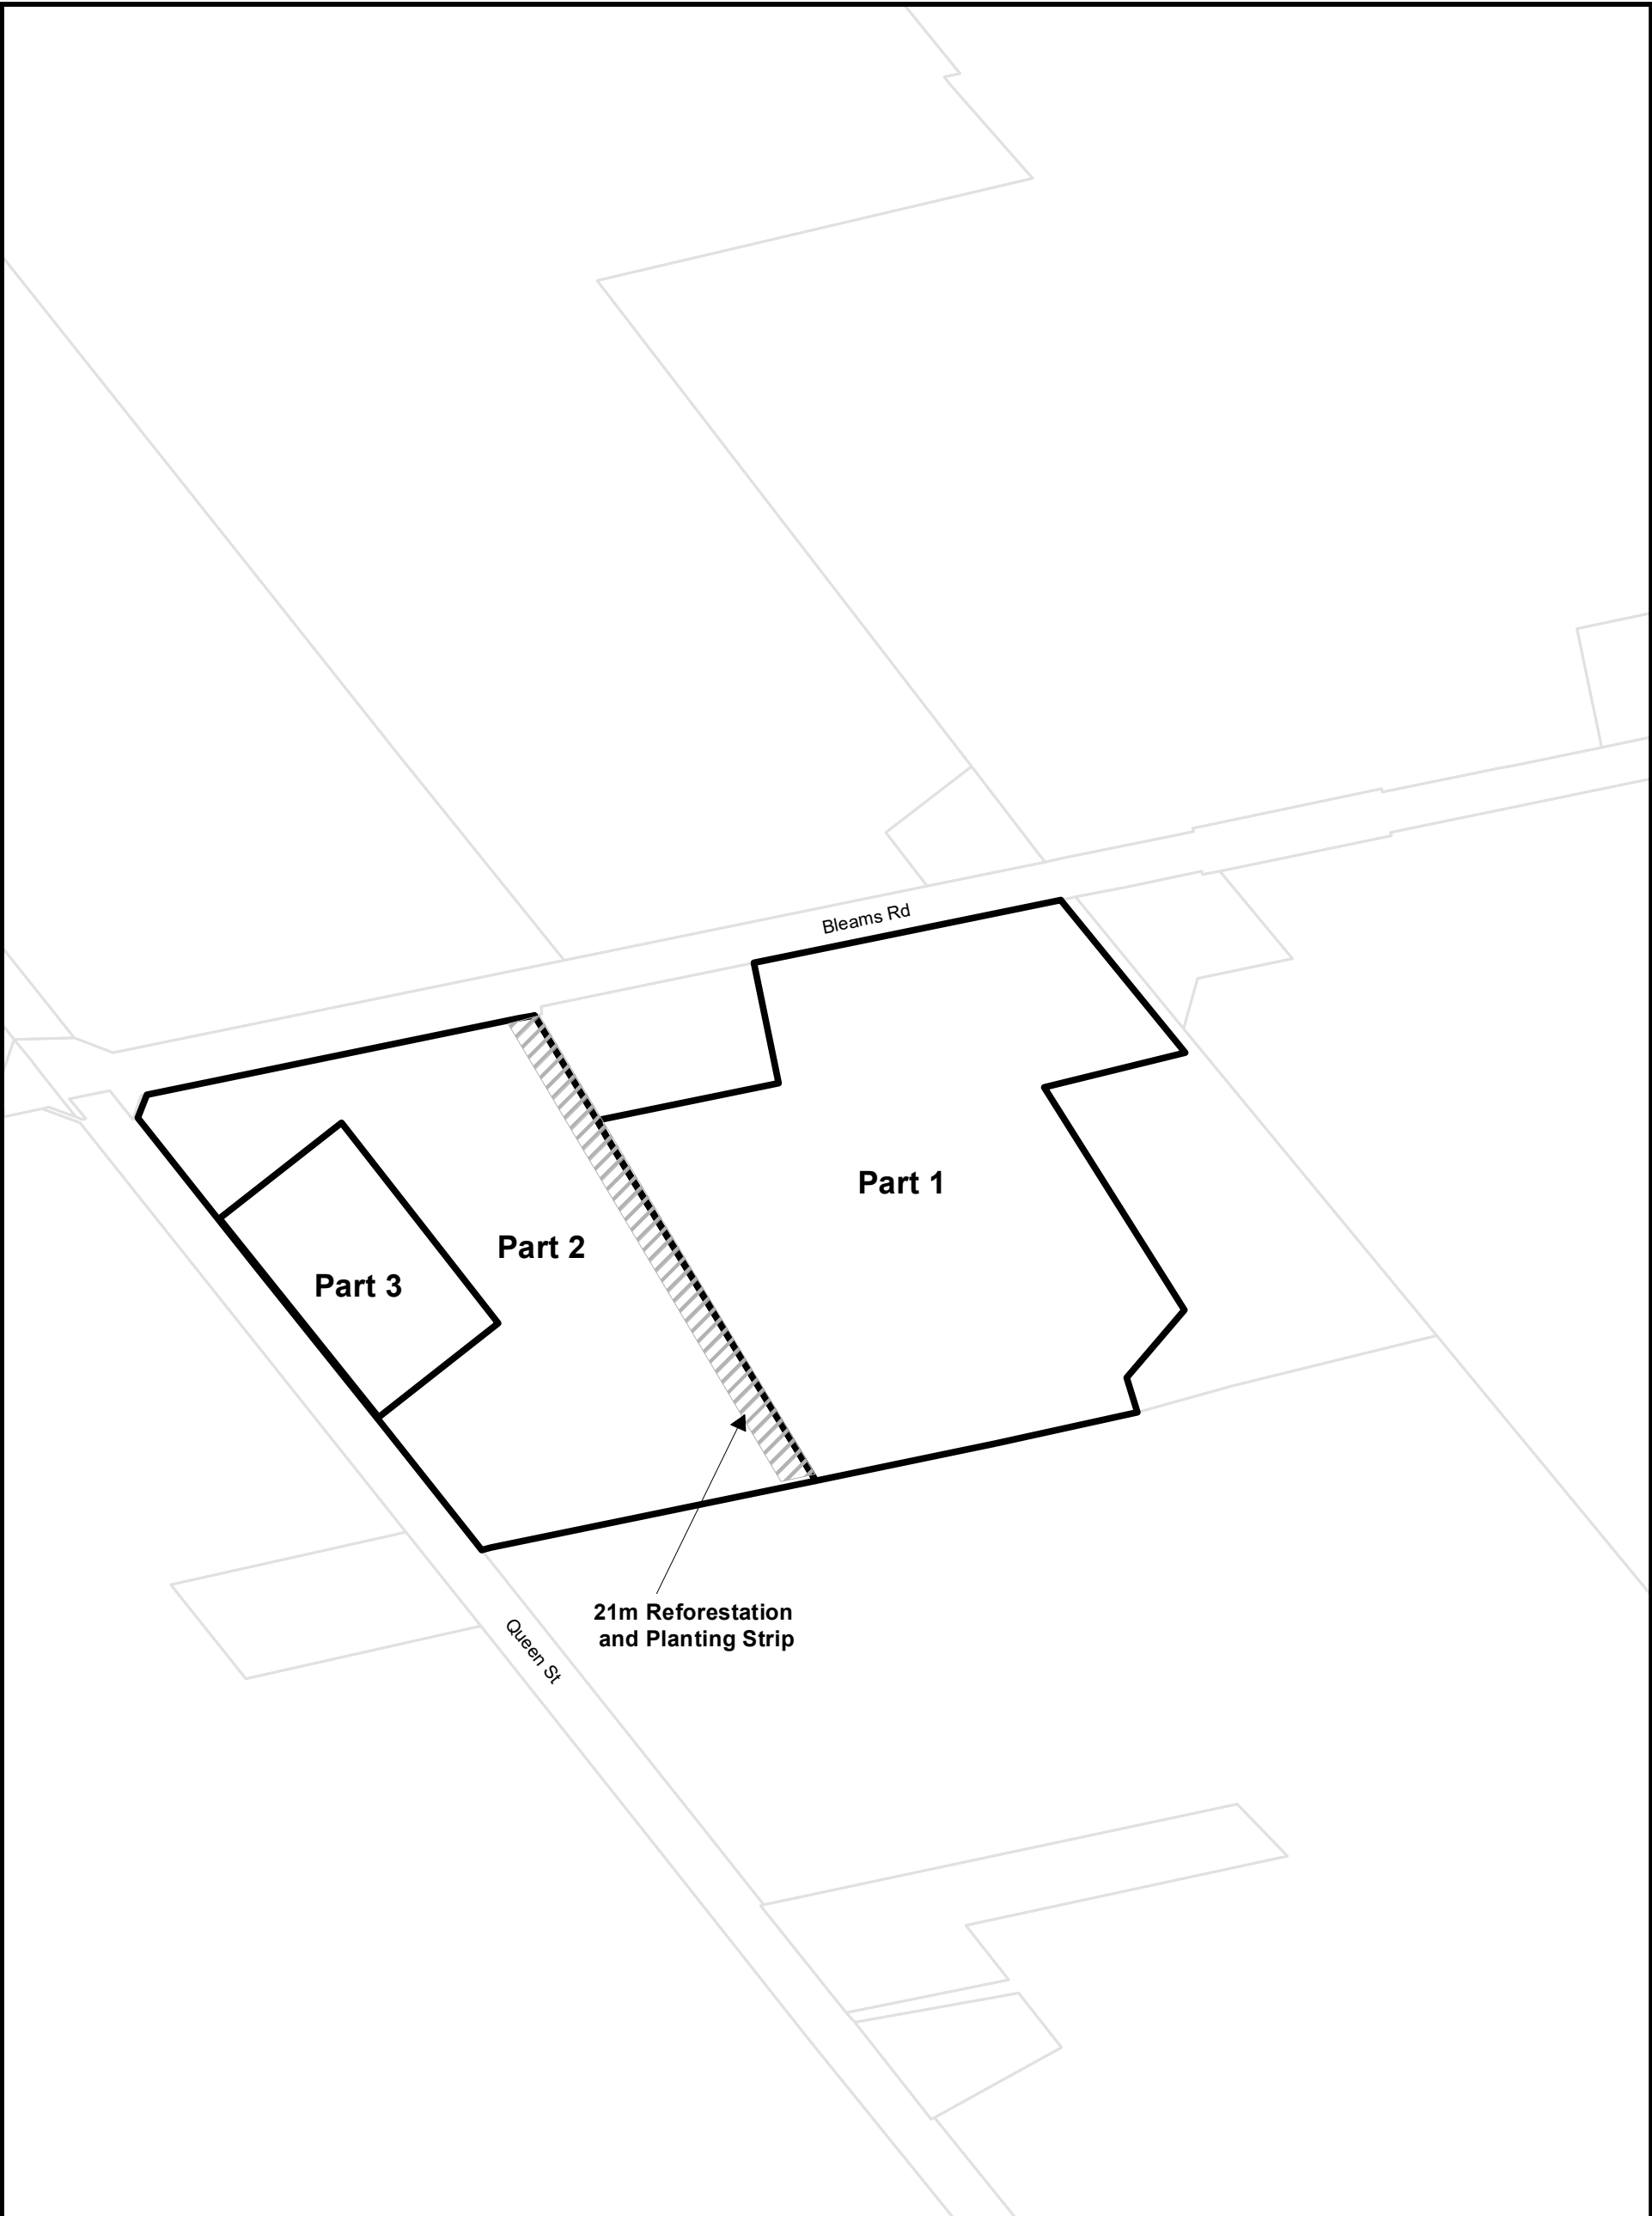 Bleams Rd
Part 1
Part 2
Part 3
21m Reforestation
and Planting Strip
Queen St